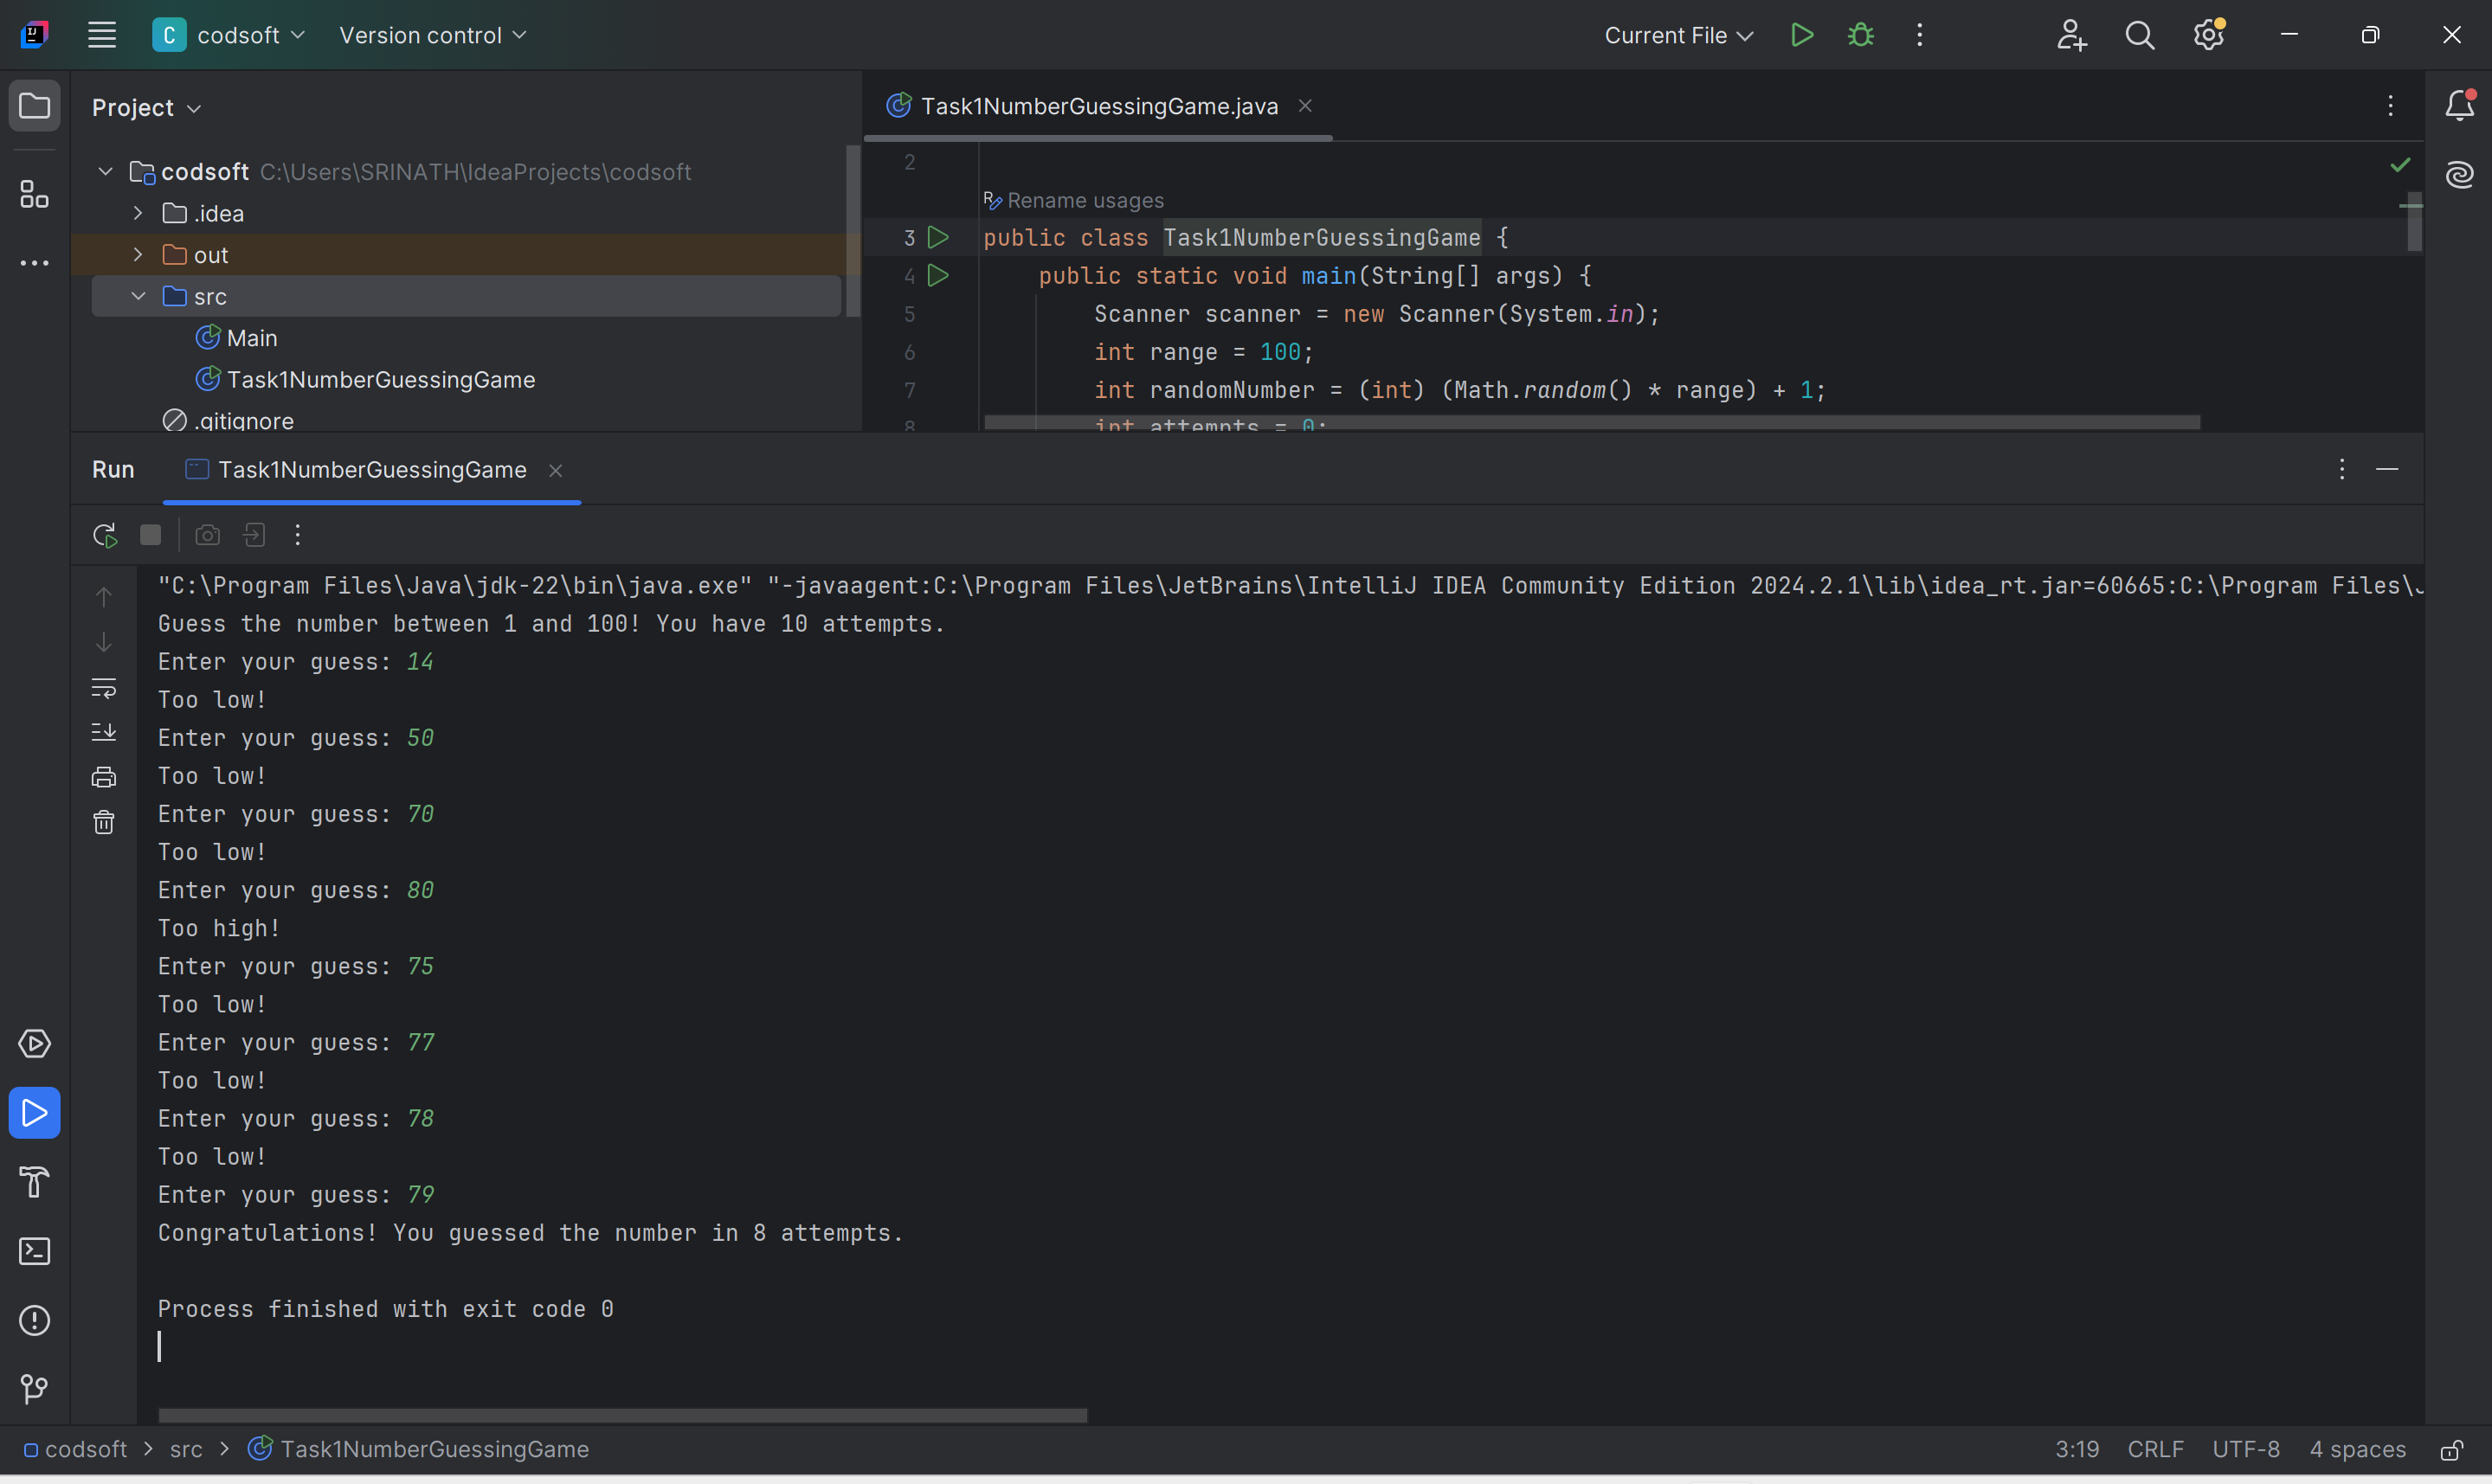 C codsoft Version control Current File
Project
Task1NumberGuessingGame.java
codsoft C:\Users\SRINATH\IdeaProjects\codsoft
.idea
out
src
Main
Task1NumberGuessingGame
.gitignore
2
Rename usages
3 public class Task1NumberGuessingGame {
4 public static void main(String[] args) {
5 Scanner scanner = new Scanner(System.in);
6 int range = 100;
7 int randomNumber = (int) (Math.random() * range) + 1;
8 int attempts = 0;
Run Task1NumberGuessingGame
"C:\Program Files\Java\jdk-22\bin\java.exe" "-javaagent:C:\Program Files\JetBrains\IntelliJ IDEA Community Edition 2024.2.1\lib\idea_rt.jar=60665:C:\Program Files\J
Guess the number between 1 and 100! You have 10 attempts.
Enter your guess: 14
Too low!
Enter your guess: 50
Too low!
Enter your guess: 70
Too low!
Enter your guess: 80
Too high!
Enter your guess: 75
Too low!
Enter your guess: 77
Too low!
Enter your guess: 78
Too low!
Enter your guess: 79
Congratulations! You guessed the number in 8 attempts.
Process finished with exit code 0
codsoft > src > Task1NumberGuessingGame 3:19 CRLF UTF-8 4 spaces